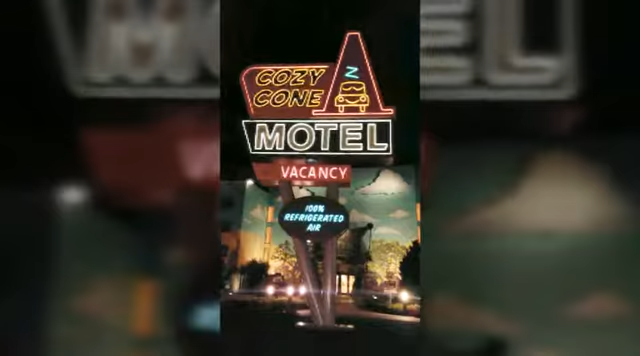 COZY
CONE
Z
MOTEL
VACANCY
100%
REFRIGERATED
AIR